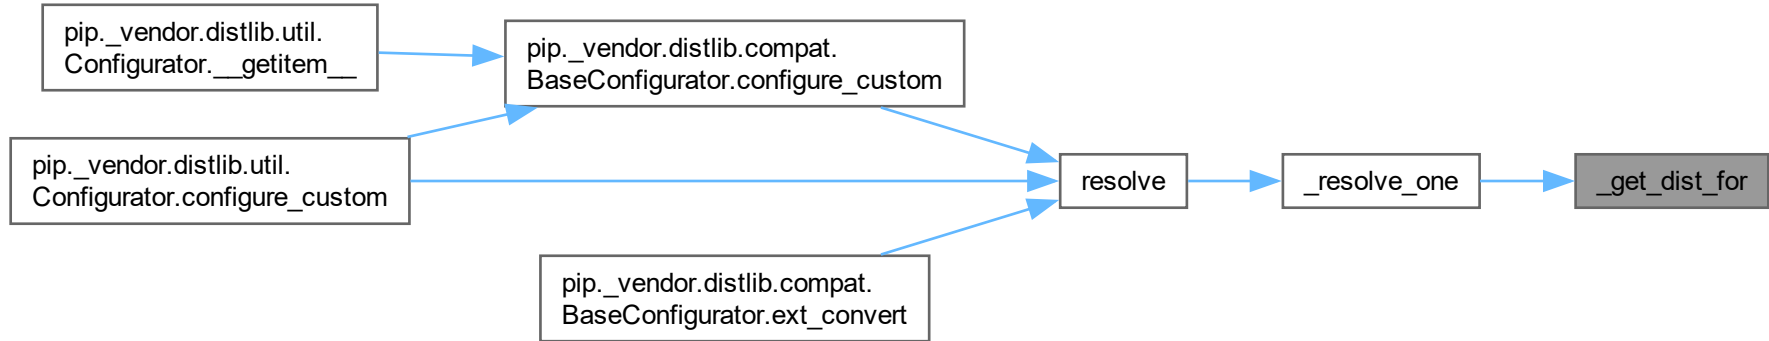 pip._vendor.distlib.util.
Configurator.__getitem__
pip._vendor.distlib.compat.
BaseConfigurator.configure_custom
pip._vendor.distlib.util.
Configurator.configure_custom
resolve
_resolve_one
_get_dist_for
pip._vendor.distlib.compat.
BaseConfigurator.ext_convert